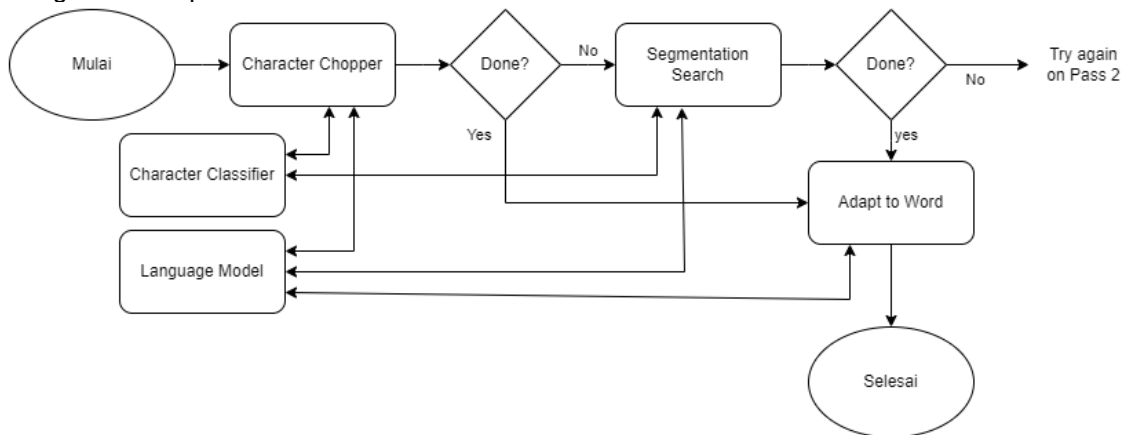 Mulai
Character Chopper
Done?
No
Segmentation
Search
Done?
No
Try again
on Pass 2
Yes
yes
Character Classifier
Adapt to Word
Language Model
Selesai